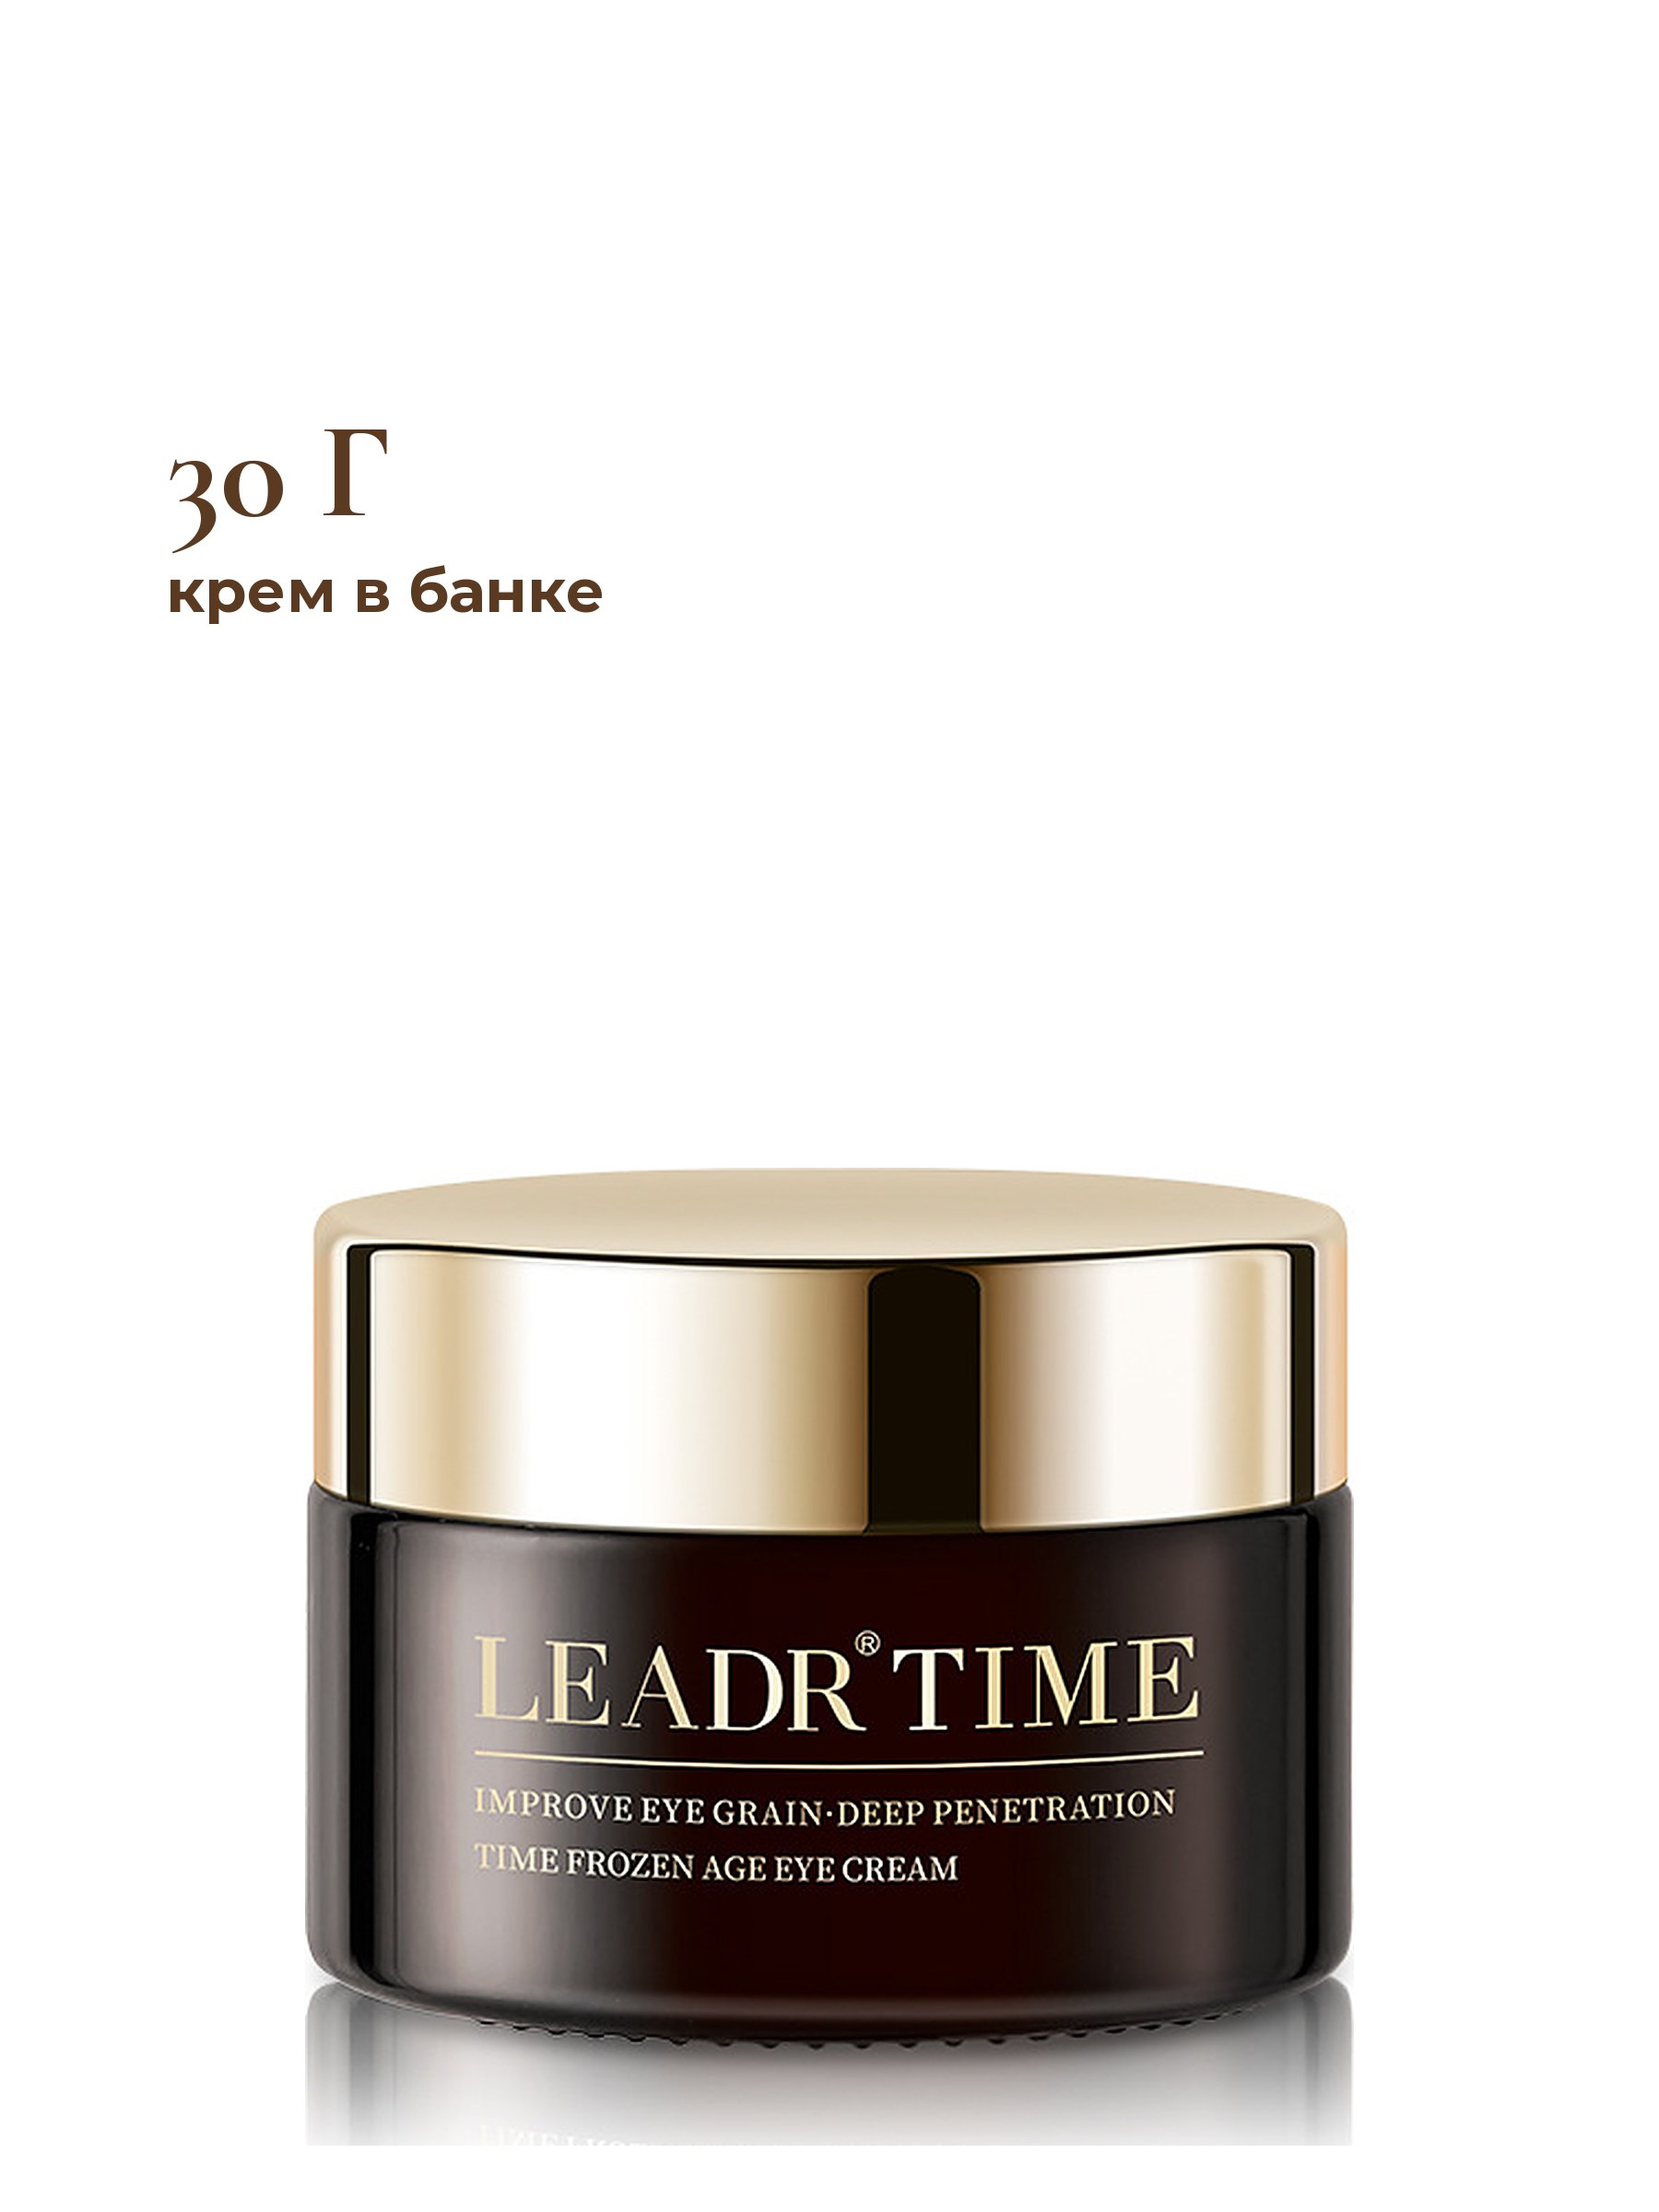 30 Г
крем в банке
LEADR® TIME
IMPROVE EYE GRAIN·DEEP PENETRATION
TIME FROZEN AGE EYE CREAM